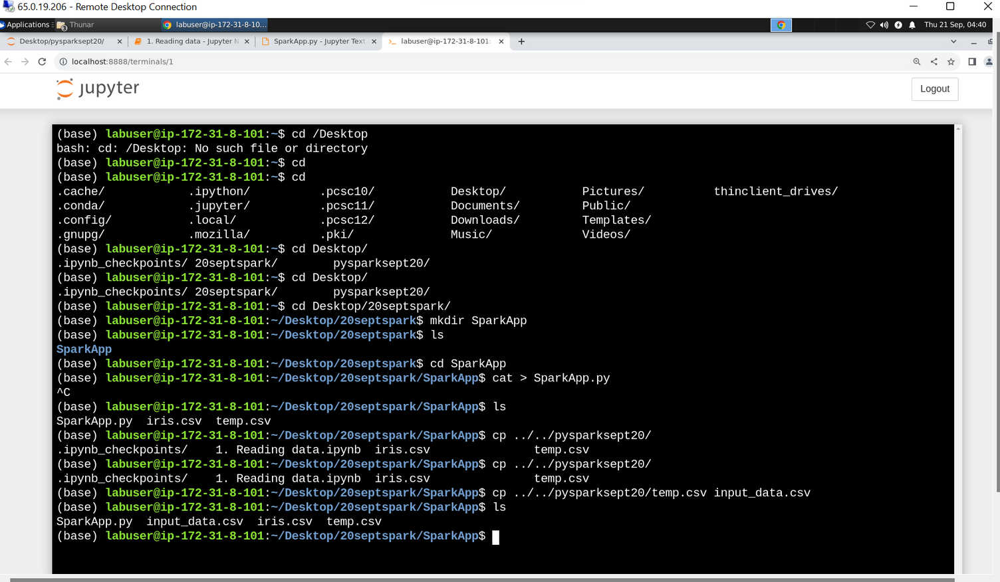 65.0.19.206 - Remote Desktop Connection
Applications Thunar labuser@ip-172-31-8-10... Thu 21 Sep, 04:40
Desktop/pysparksept20/ 1. Reading data - Jupyter N SparkApp.py - Jupyter Text labuser@ip-172-31-8-101:
localhost:8888/terminals/1
jupyter Logout
(base) labuser@ip-172-31-8-101:~$ cd /Desktop
bash: cd: /Desktop: No such file or directory
(base) labuser@ip-172-31-8-101:~$ cd
(base) labuser@ip-172-31-8-101:~$ cd
.cache/ .ipython/ .pcsc10/ Desktop/ Pictures/ thinclient_drives/
.conda/ .jupyter/ .pcsc11/ Documents/ Public/
.config/ .local/ .pcsc12/ Downloads/ Templates/
.gnupg/ .mozilla/ .pki/ Music/ Videos/
(base) labuser@ip-172-31-8-101:~$ cd Desktop/
.ipynb_checkpoints/ 20septspark/ pysparksept20/
(base) labuser@ip-172-31-8-101:~$ cd Desktop/
.ipynb_checkpoints/ 20septspark/ pysparksept20/
(base) labuser@ip-172-31-8-101:~$ cd Desktop/20septspark/
(base) labuser@ip-172-31-8-101:~/Desktop/20septspark$ mkdir SparkApp
(base) labuser@ip-172-31-8-101:~/Desktop/20septspark$ ls
SparkApp
(base) labuser@ip-172-31-8-101:~/Desktop/20septspark$ cd SparkApp
(base) labuser@ip-172-31-8-101:~/Desktop/20septspark/SparkApp$ cat > SparkApp.py
^C
(base) labuser@ip-172-31-8-101:~/Desktop/20septspark/SparkApp$ ls
SparkApp.py iris.csv temp.csv
(base) labuser@ip-172-31-8-101:~/Desktop/20septspark/SparkApp$ cp ../../pysparksept20/
.ipynb_checkpoints/ 1. Reading data.ipynb iris.csv temp.csv
(base) labuser@ip-172-31-8-101:~/Desktop/20septspark/SparkApp$ cp ../../pysparksept20/
.ipynb_checkpoints/ 1. Reading data.ipynb iris.csv temp.csv
(base) labuser@ip-172-31-8-101:~/Desktop/20septspark/SparkApp$ cp ../../pysparksept20/temp.csv input_data.csv
(base) labuser@ip-172-31-8-101:~/Desktop/20septspark/SparkApp$ ls
SparkApp.py input_data.csv iris.csv temp.csv
(base) labuser@ip-172-31-8-101:~/Desktop/20septspark/SparkApp$